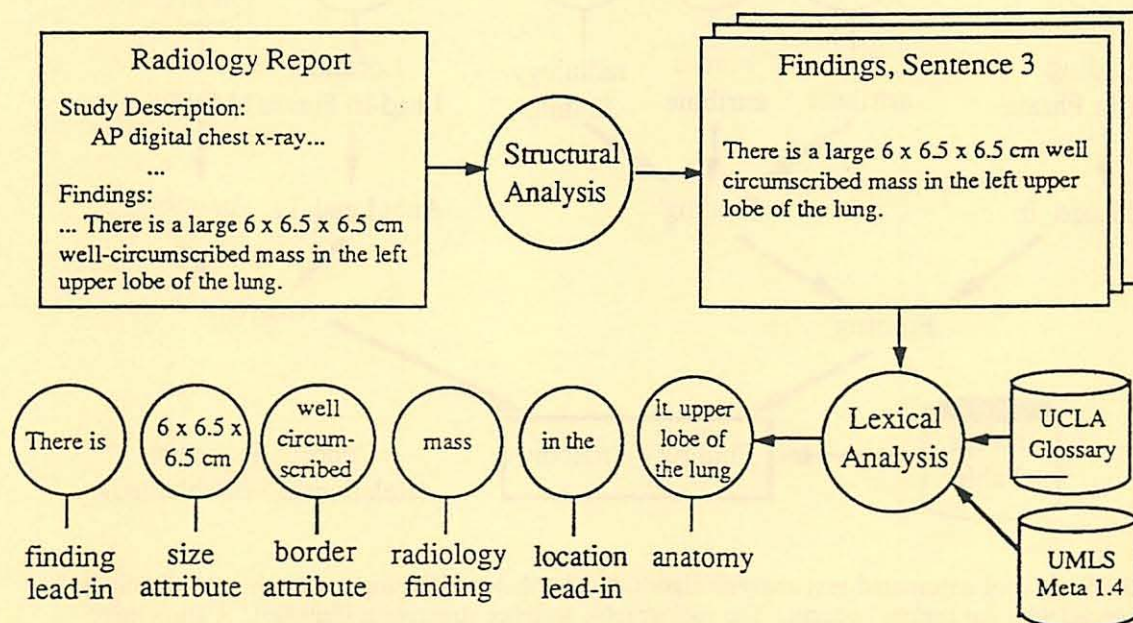 Radiology Report
Study Description:
AP digital chest x-ray...
...
Findings:
... There is a large 6 x 6.5 x 6.5 cm
well-circumscribed mass in the left
upper lobe of the lung.
Structural
Analysis
Findings, Sentence 3
There is a large 6 x 6.5 x 6.5 cm well
circumscribed mass in the left upper
lobe of the lung.
There is
6 x 6.5 x
6.5 cm
well
circum-
scribed
mass
in the
lt. upper
lobe of
the lung
Lexical
Analysis
UCLA
Glossary
UMLS
Meta 1.4
finding
lead-in
size
attribute
border
attribute
radiology
finding
location
lead-in
anatomy